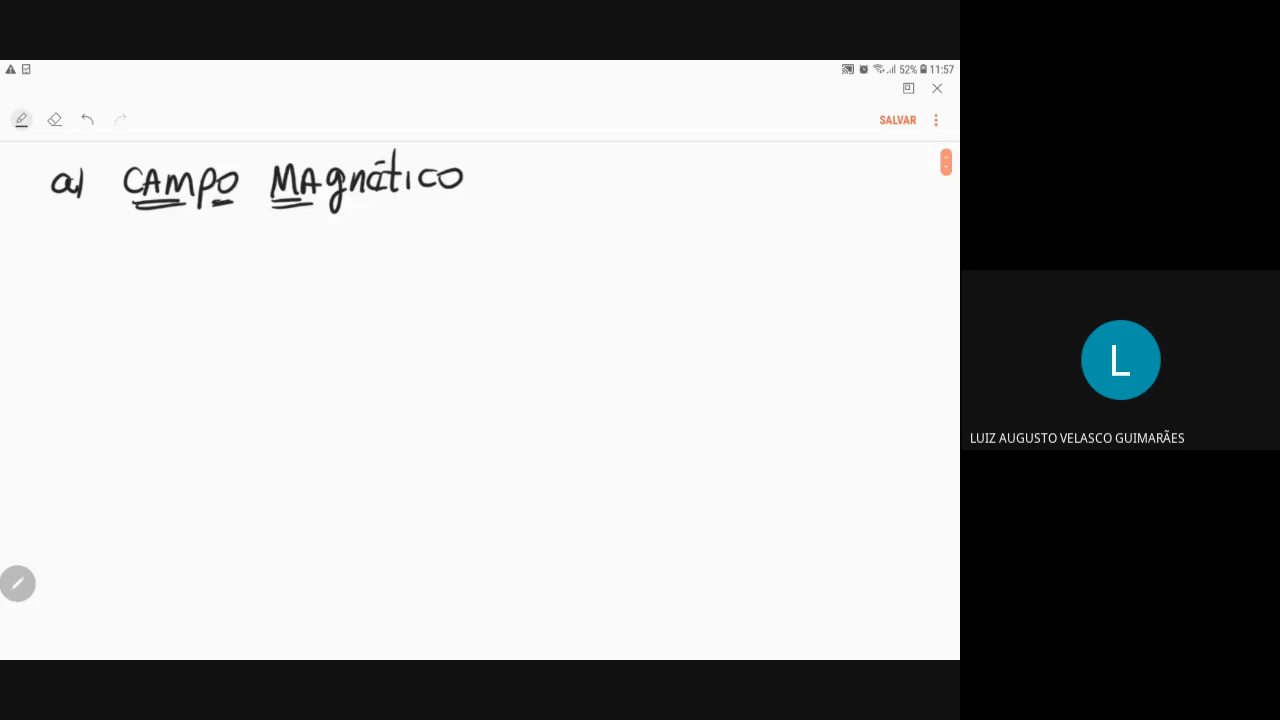 52% 11:57
SALVAR
a) CAMPO MAgnético
L
LUIZ AUGUSTO VELASCO GUIMARÃES